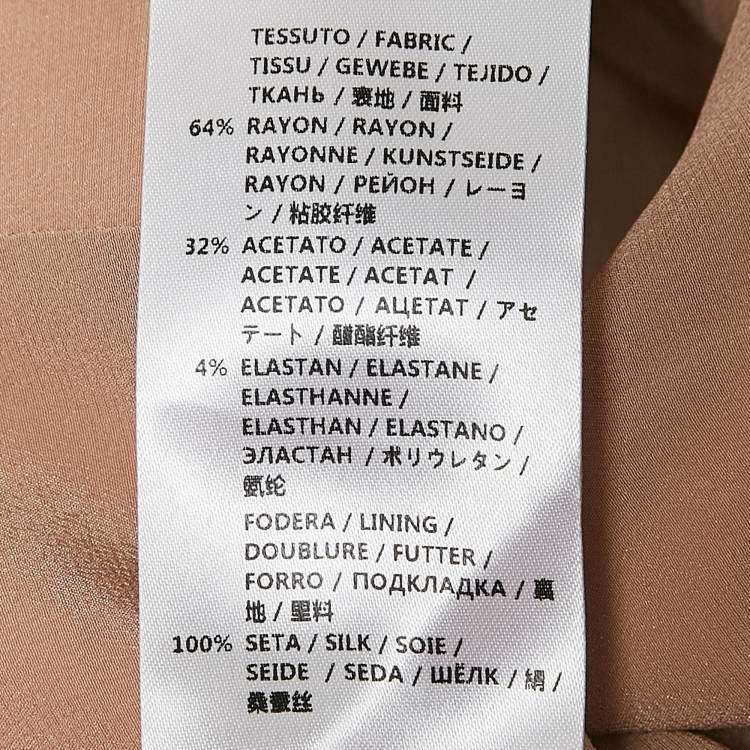 TESSUTO / FABRIC /
TISSU / GEWEBE / TEJIDO /
ТКАНЬ / 表地 / 面料
64% RAYON / RAYON /
RAYONNE / KUNSTSEIDE /
RAYON / РЕЙОН / レーヨ
ン / 粘胶纤维
32% ACETATO / ACETATE /
ACETATE / ACETAT /
ACETATO / АЦЕТАТ / アセ
テート / 醋酯纤维
4% ELASTAN / ELASTANE /
ELASTHANNE /
ELASTHAN / ELASTANO /
ЭЛАСТАН / ポリウレタン /
氨纶
FODERA / LINING /
DOUBLURE / FUTTER /
FORRO / ПОДКЛАДКА / 裏
地 / 里料
100% SETA / SILK / SOIE /
SEIDE / SEDA / ШЁЛК / 絹 /
桑蚕丝